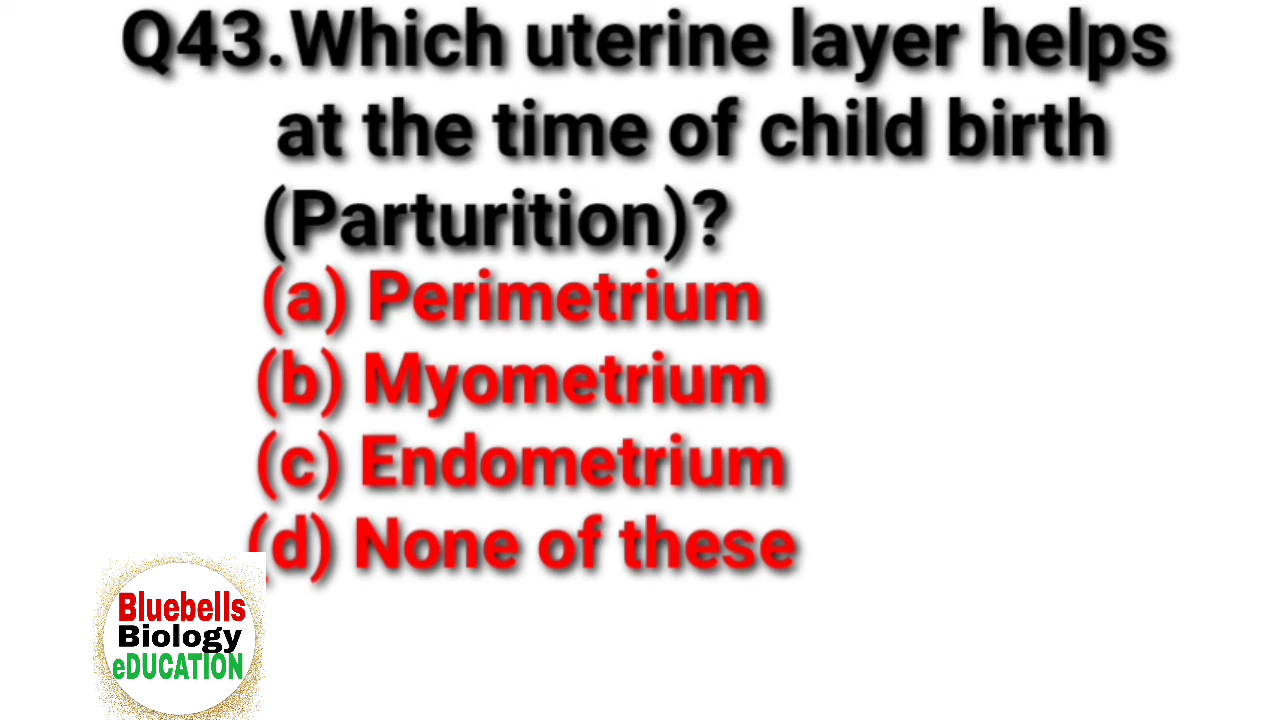 Q43.Which uterine layer helps
at the time of child birth
(Parturition)?
(a) Perimetrium
(b) Myometrium
(c) Endometrium
(d) None of these
Bluebells
Biology
eDUCATION